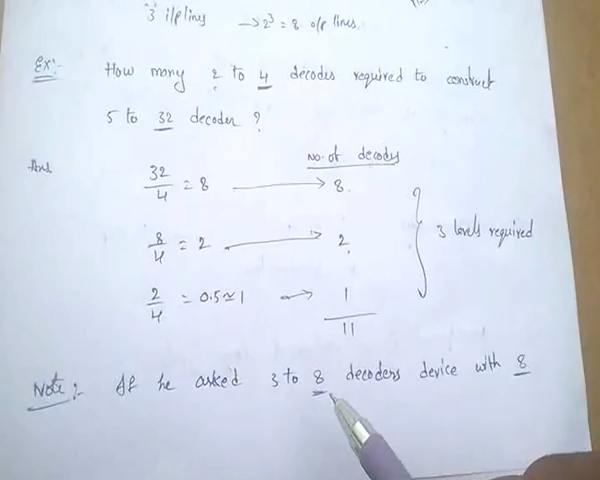 3 i/p lines → 2³ = 8 o/p lines.
Ex:- How many 2 to 4 decodes required to construct
5 to 32 decoder ?
Ans
No. of decodes
32/4 = 8 → 8.
8/4 = 2 → 2.
3 levels required
2/4 = 0.5 ≃ 1 → 1
11
Note:- If he asked 3 to 8 decoders device with 8